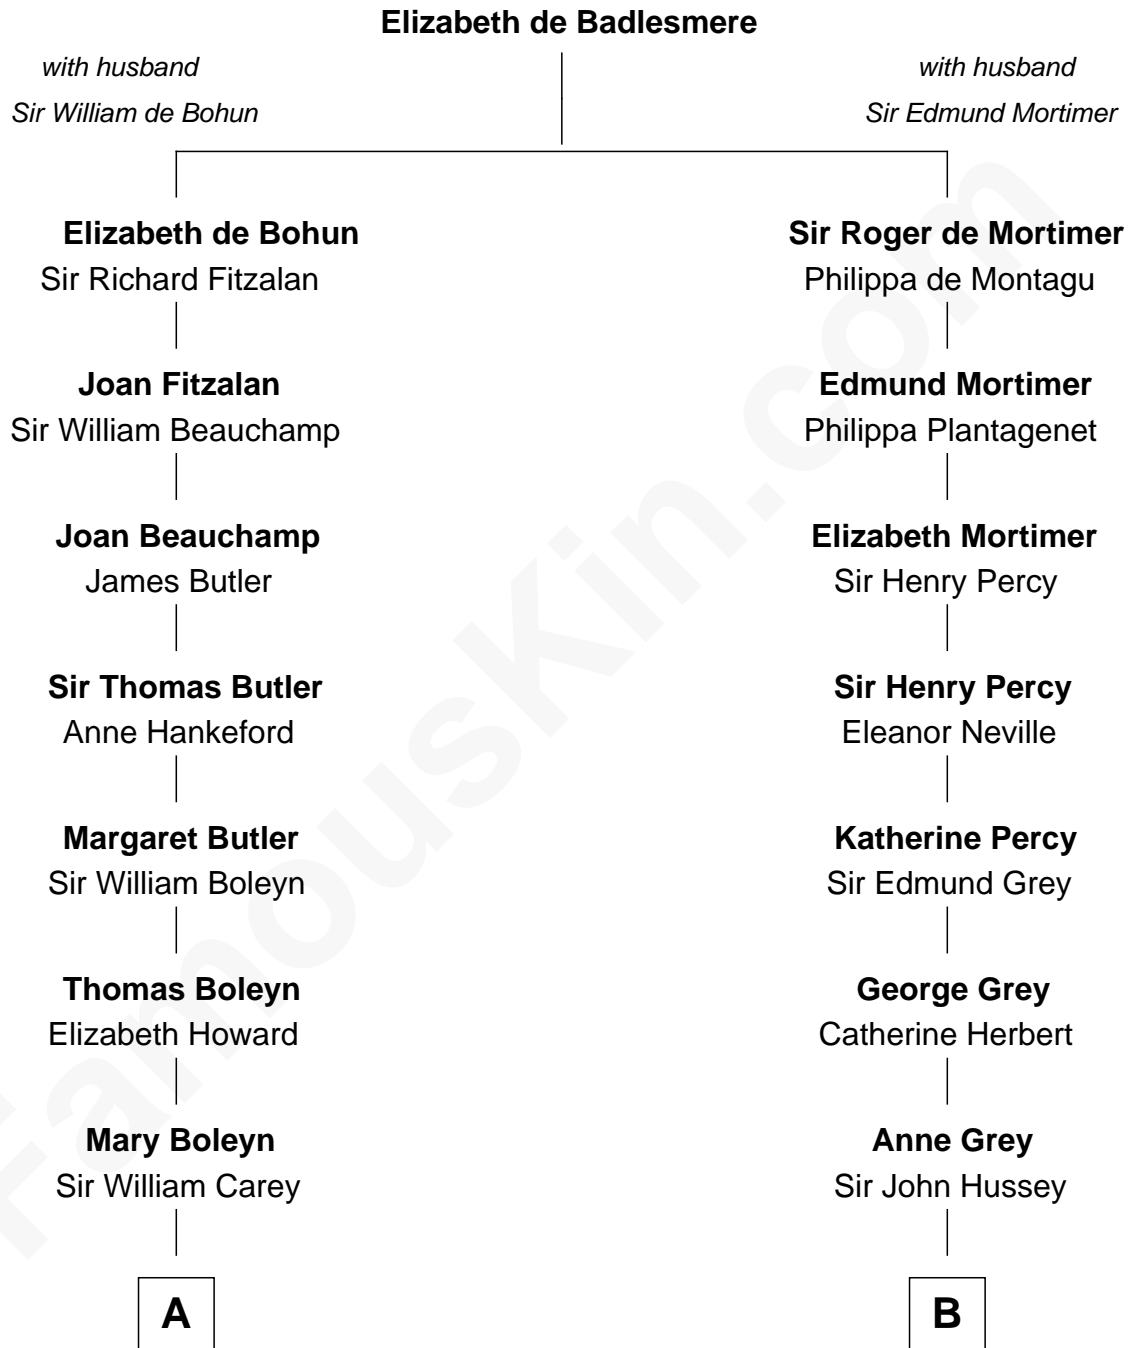 Elizabeth de Badlesmere
with husband
Sir William de Bohun
with husband
Sir Edmund Mortimer
Elizabeth de Bohun
Sir Richard Fitzalan
Sir Roger de Mortimer
Philippa de Montagu
Joan Fitzalan
Sir William Beauchamp
Edmund Mortimer
Philippa Plantagenet
Joan Beauchamp
James Butler
Elizabeth Mortimer
Sir Henry Percy
Sir Thomas Butler
Anne Hankeford
Sir Henry Percy
Eleanor Neville
Margaret Butler
Sir William Boleyn
Katherine Percy
Sir Edmund Grey
Thomas Boleyn
Elizabeth Howard
George Grey
Catherine Herbert
Mary Boleyn
Sir William Carey
Anne Grey
Sir John Hussey
A
B
FamousKin.com